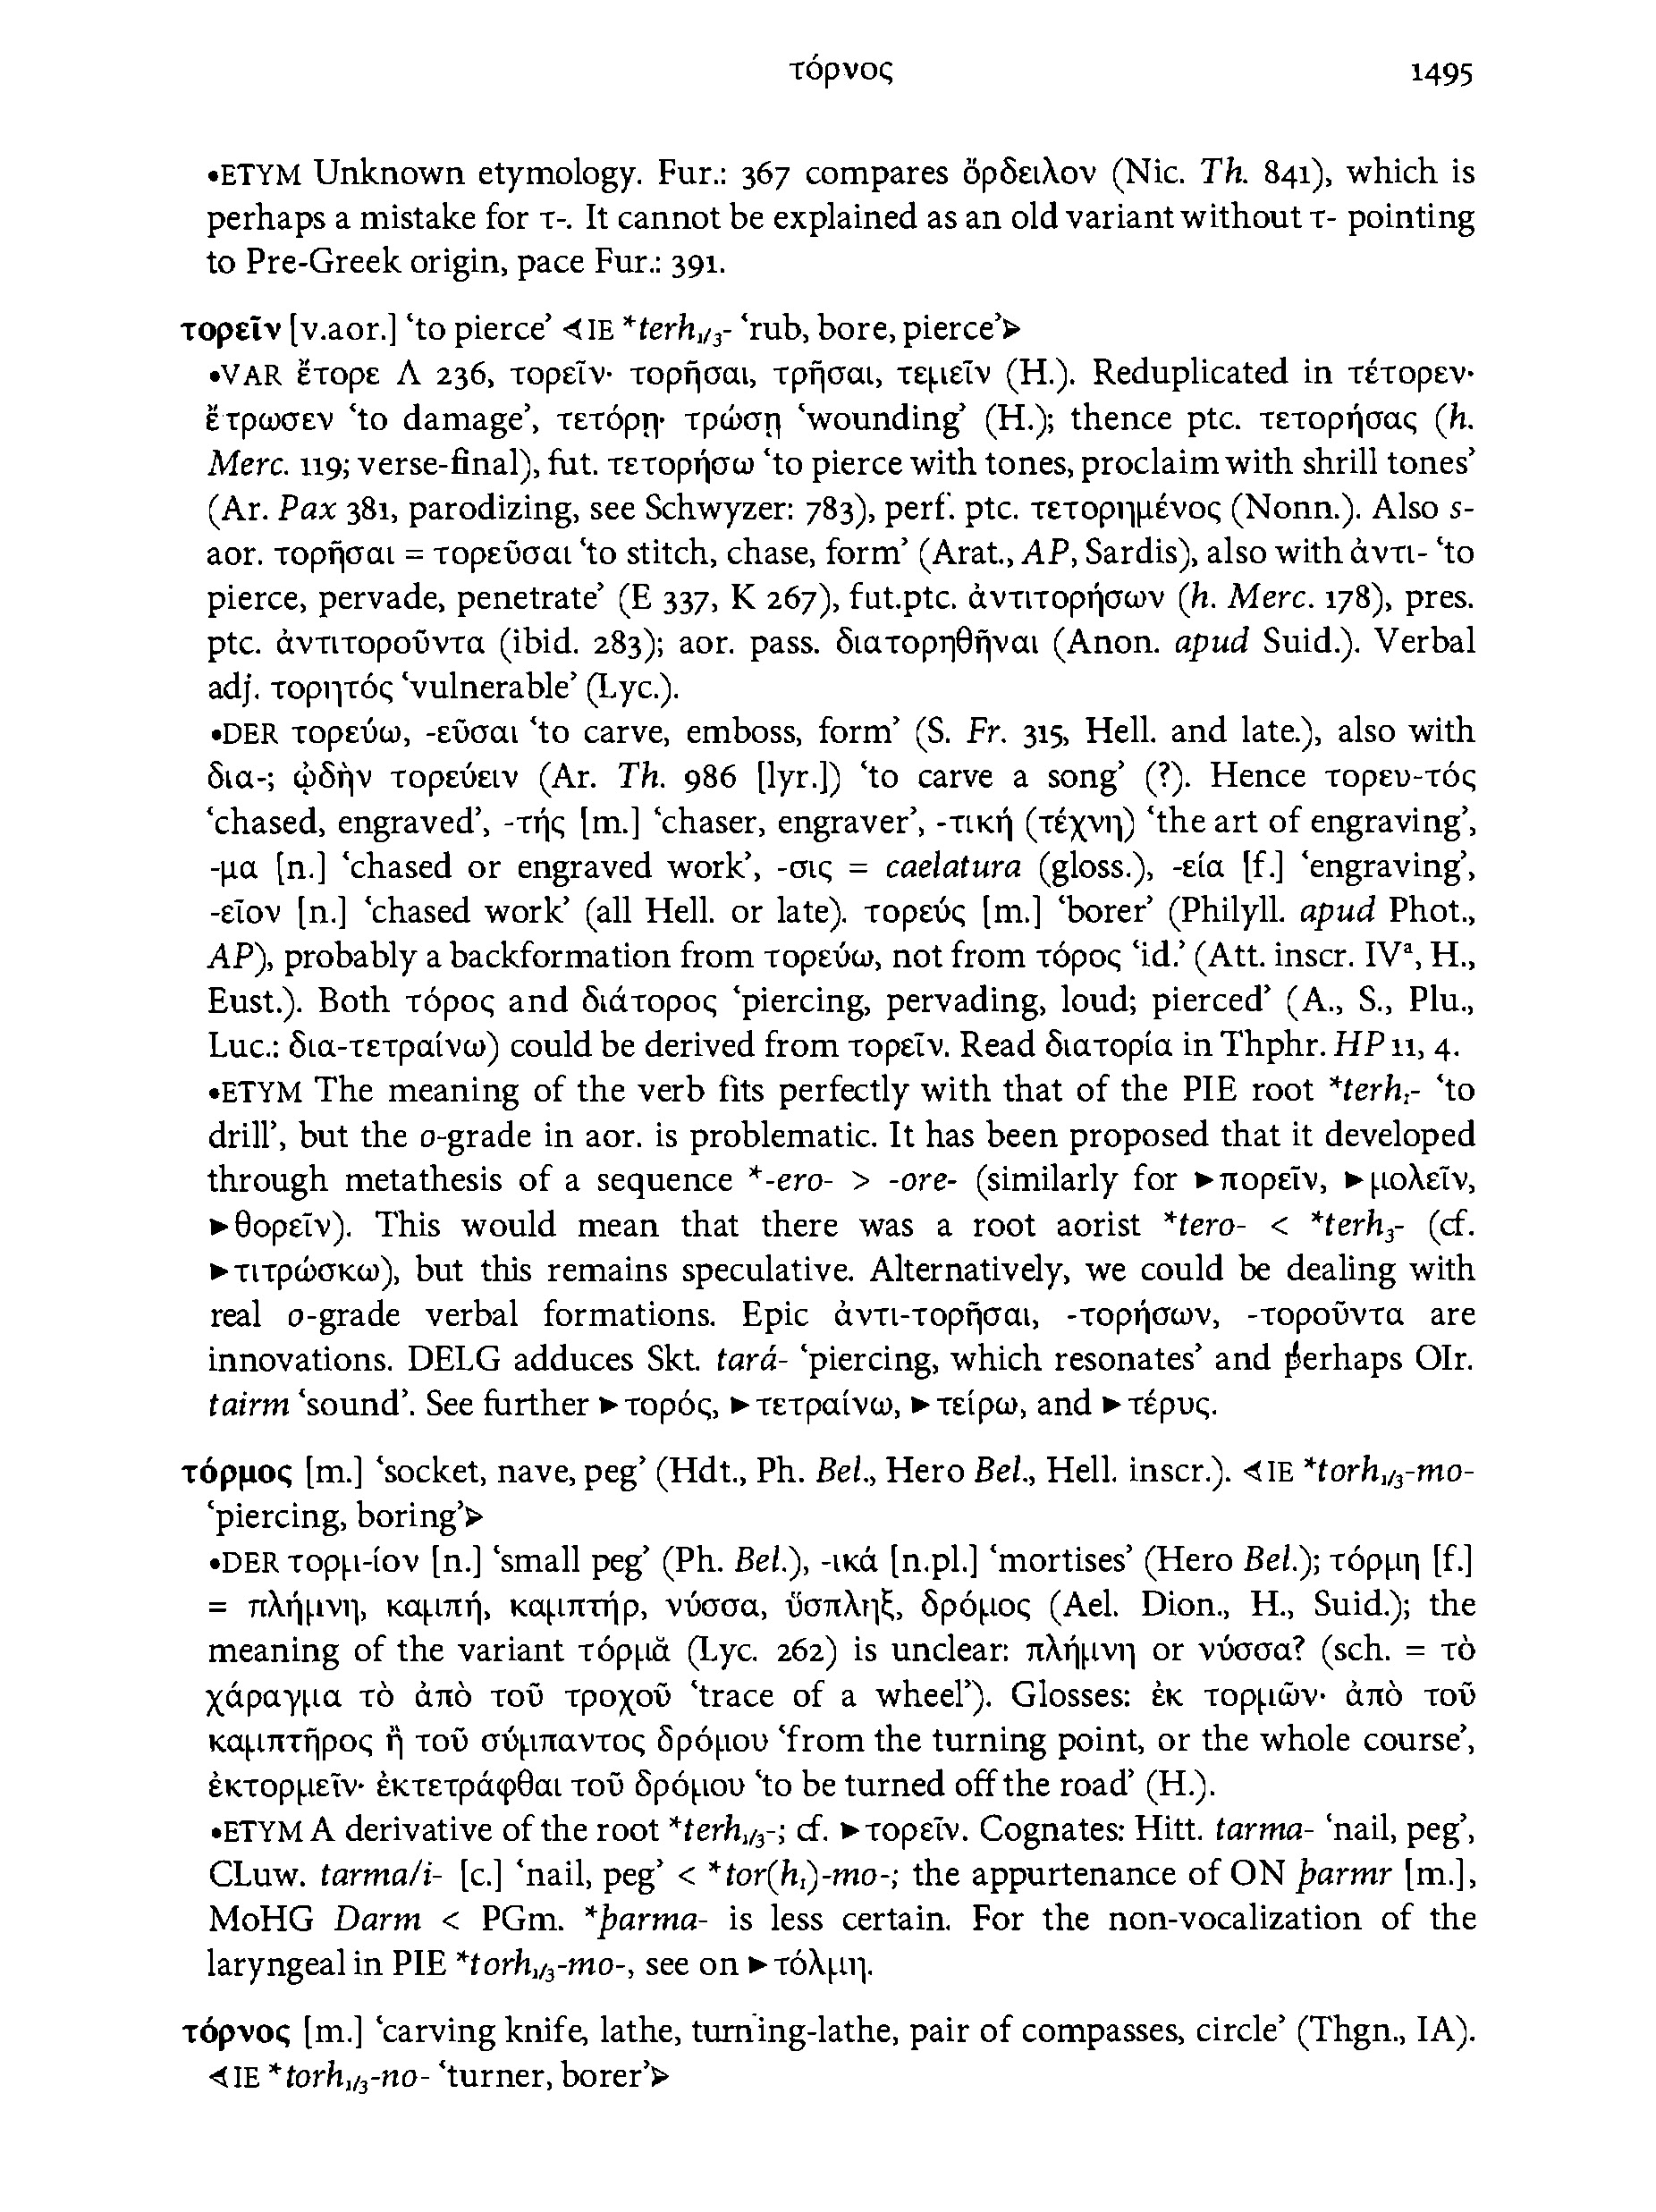 τόρνος 1495
•ETYM Unknown etymology. Fur.: 367 compares ὄρδειλον (Nic. Th. 841), which is
perhaps a mistake for τ-. It cannot be explained as an old variant without τ- pointing
to Pre-Greek origin, pace Fur.: 391.
τορεῖν [v.aor.] ‘to pierce’ ⊲IE *terh₁/₃- ‘rub, bore, pierce’⊳
•VAR ἔτορε Λ 236, τορεῖν· τορῆσαι, τρῆσαι, τεμεῖν (H.). Reduplicated in τέτορεν·
ἔτρωσεν ‘to damage’, τετόρῃ· τρώσῃ ‘wounding’ (H.); thence ptc. τετορήσας (h.
Merc. 119; verse-final), fut. τετορήσω ‘to pierce with tones, proclaim with shrill tones’
(Ar. Pax 381, parodizing, see Schwyzer: 783), perf. ptc. τετορημένος (Nonn.). Also s-
aor. τορῆσαι = τορεῦσαι ‘to stitch, chase, form’ (Arat., AP, Sardis), also with ἀντι- ‘to
pierce, pervade, penetrate’ (E 337, K 267), fut.ptc. ἀντιτορήσων (h. Merc. 178), pres.
ptc. ἀντιτοροῦντα (ibid. 283); aor. pass. διατορηθῆναι (Anon. apud Suid.). Verbal
adj. τορητός ‘vulnerable’ (Lyc.).
•DER τορεύω, -εῦσαι ‘to carve, emboss, form’ (S. Fr. 315, Hell. and late.), also with
δια-; ᾠδὴν τορεύειν (Ar. Th. 986 [lyr.]) ‘to carve a song’ (?). Hence τορευ-τός
‘chased, engraved’, -τής [m.] ‘chaser, engraver’, -τική (τέχνη) ‘the art of engraving’,
-μα [n.] ‘chased or engraved work’, -σις = caelatura (gloss.), -εία [f.] ‘engraving’,
-εῖον [n.] ‘chased work’ (all Hell. or late). τορεύς [m.] ‘borer’ (Philyll. apud Phot.,
AP), probably a backformation from τορεύω, not from τόρος ‘id.’ (Att. inscr. IVᵃ, H.,
Eust.). Both τόρος and διάτορος ‘piercing, pervading, loud; pierced’ (A., S., Plu.,
Luc.: δια-τετραίνω) could be derived from τορεῖν. Read διατορία in Thphr. HP 11, 4.
•ETYM The meaning of the verb fits perfectly with that of the PIE root *terh₁- ‘to
drill’, but the o-grade in aor. is problematic. It has been proposed that it developed
through metathesis of a sequence *-ero- > -ore- (similarly for ►πορεῖν, ►μολεῖν,
►θορεῖν). This would mean that there was a root aorist *tero- < *terh₃- (cf.
►τιτρώσκω), but this remains speculative. Alternatively, we could be dealing with
real o-grade verbal formations. Epic ἀντι-τορῆσαι, -τορήσων, -τοροῦντα are
innovations. DELG adduces Skt. tará- ‘piercing, which resonates’ and perhaps OIr.
tairm ‘sound’. See further ►τορός, ►τετραίνω, ►τείρω, and ►τέρυς.
τόρμος [m.] ‘socket, nave, peg’ (Hdt., Ph. Bel., Hero Bel., Hell. inscr.). ⊲IE *torh₁/₃-mo-
‘piercing, boring’⊳
•DER τορμ-ίον [n.] ‘small peg’ (Ph. Bel.), -ικά [n.pl.] ‘mortises’ (Hero Bel.); τόρμη [f.]
= πλήμνη, καμπή, καμπτήρ, νύσσα, ὕσπληξ, δρόμος (Ael. Dion., H., Suid.); the
meaning of the variant τόρμᾰ (Lyc. 262) is unclear: πλήμνη or νύσσα? (sch. = τὸ
χάραγμα τὸ ἀπὸ τοῦ τροχοῦ ‘trace of a wheel’). Glosses: ἐκ τορμῶν· ἀπὸ τοῦ
καμπτῆρος ἢ τοῦ σύμπαντος δρόμου ‘from the turning point, or the whole course’,
ἐκτορμεῖν· ἐκτετράφθαι τοῦ δρόμου ‘to be turned off the road’ (H.).
•ETYM A derivative of the root *terh₁/₃-; cf. ►τορεῖν. Cognates: Hitt. tarma- ‘nail, peg’,
CLuw. tarma/i- [c.] ‘nail, peg’ < *tor(h₁)-mo-; the appurtenance of ON þarmr [m.],
MoHG Darm < PGm. *þarma- is less certain. For the non-vocalization of the
laryngeal in PIE *torh₁/₃-mo-, see on ►τόλμη.
τόρνος [m.] ‘carving knife, lathe, turning-lathe, pair of compasses, circle’ (Thgn., IA).
⊲IE *torh₁/₃-no- ‘turner, borer’⊳